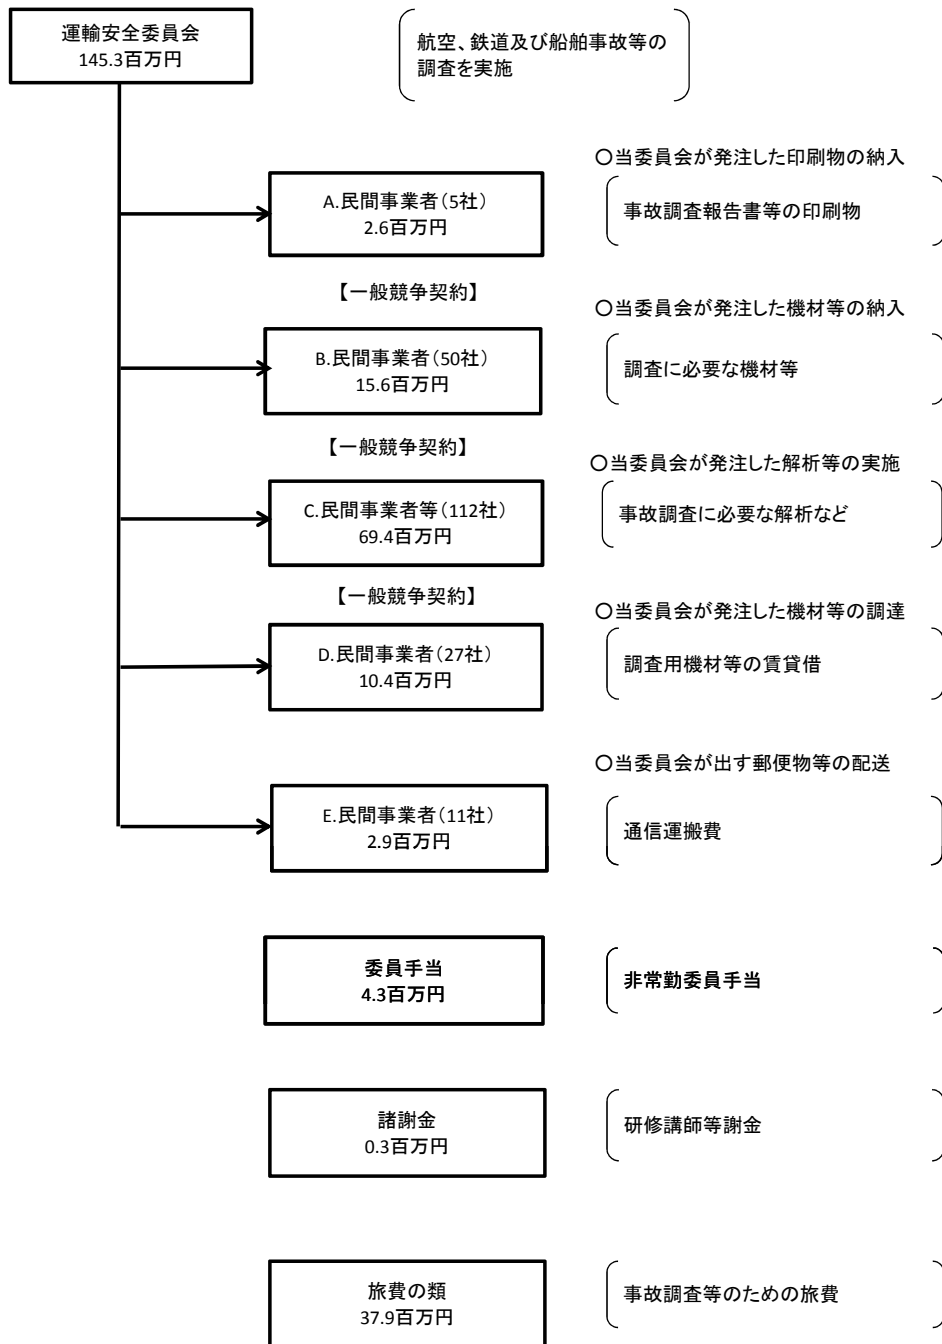 運輸安全委員会
145.3百万円
航空、鉄道及び船舶事故等の
調査を実施
○当委員会が発注した印刷物の納入
A.民間事業者(5社)
2.6百万円
事故調査報告書等の印刷物
【一般競争契約】
○当委員会が発注した機材等の納入
B.民間事業者(50社)
15.6百万円
調査に必要な機材等
【一般競争契約】
○当委員会が発注した解析等の実施
C.民間事業者等(112社)
69.4百万円
事故調査に必要な解析など
【一般競争契約】
○当委員会が発注した機材等の調達
D.民間事業者(27社)
10.4百万円
調査用機材等の賃貸借
○当委員会が出す郵便物等の配送
E.民間事業者(11社)
2.9百万円
通信運搬費
委員手当
4.3百万円
非常勤委員手当
諸謝金
0.3百万円
研修講師等謝金
旅費の類
37.9百万円
事故調査等のための旅費